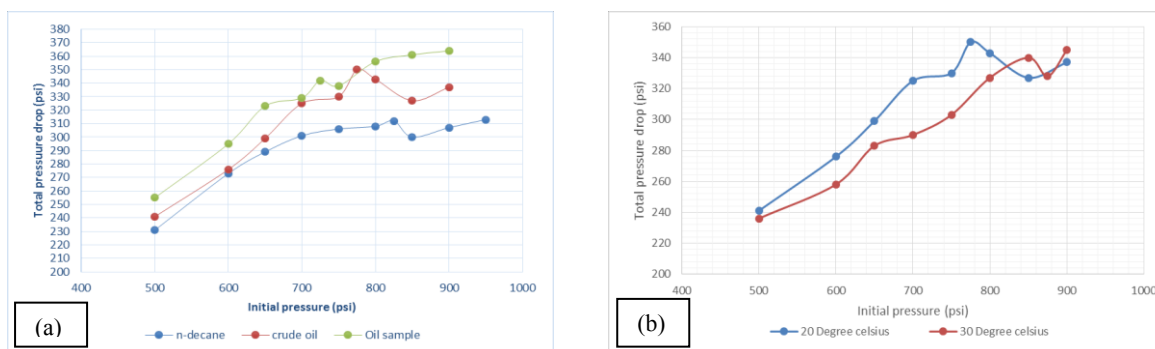 380
370
360
350
340
330
320
310
300
290
280
270
260
250
240
230
220
210
200
Total pressuure drop (psi)
400 500 600 700 800 900 1000
Initial pressure (psi)
n-decane crude oil Oil sample
(a)
360
340
320
300
280
260
240
220
200
Total pressure drop (psi)
400 500 600 700 800 900 1000
Initial pressure (psi)
20 Degree celsius 30 Degree celsius
(b)